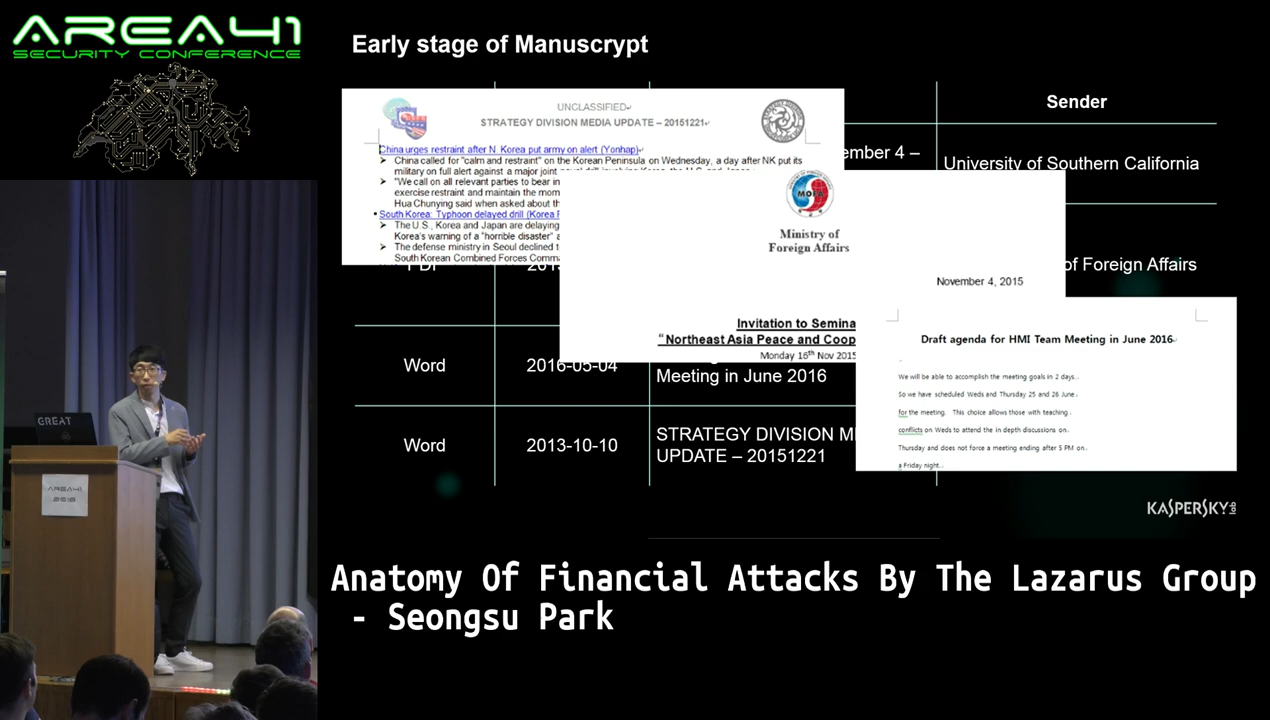 AREA41
SECURITY CONFERENCE
Early stage of Manuscrypt
Sender
ember 4 –
University of Southern California
PDF
of Foreign Affairs
Word
2016-05-04
Meeting in June 2016
Word
2013-10-10
STRATEGY DIVISION M
UPDATE – 20151221
UNCLASSIFIED
STRATEGY DIVISION MEDIA UPDATE – 20151221
China urges restraint after N. Korea put army on alert (Yonhap)
China called for "calm and restraint" on the Korean Peninsula on Wednesday, a day after NK put its
military on full alert against a major joint
"We call on all relevant parties to bear in
exercise restraint and maintain the mom
Hua Chunying said when asked about th
South Korea: Typhoon delayed drill (Korea
The U.S., Korea and Japan are delaying
Korea's warning of a "horrible disaster"
The defense ministry in Seoul declined t
South Korean Combined Forces Comm
MOFA
Ministry of
Foreign Affairs
November 4, 2015
Invitation to Semina
"Northeast Asia Peace and Coop
Monday 16th Nov 2015
Draft agenda for HMI Team Meeting in June 2016
We will be able to accomplish the meeting goals in 2 days.
So we have scheduled Weds and Thursday 25 and 26 June
for the meeting. This choice allows those with teaching
conflicts on Weds to attend the in depth discussions on
Thursday and does not force a meeting ending after 5 PM on
a Friday night.
KASPERSKY lab
GREAT
AREA41
2018
Anatomy Of Financial Attacks By The Lazarus Group
- Seongsu Park